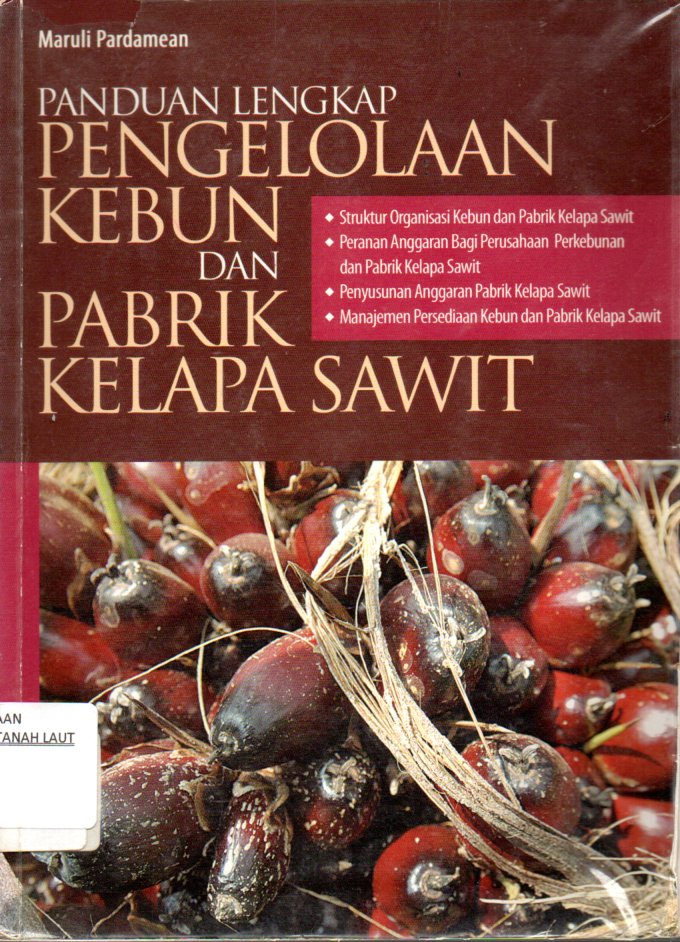 Maruli Pardamean
PANDUAN LENGKAP
PENGELOLAAN
KEBUN
DAN
PABRIK
KELAPA SAWIT
◆ Struktur Organisasi Kebun dan Pabrik Kelapa Sawit
◆ Peranan Anggaran Bagi Perusahaan Perkebunan
dan Pabrik Kelapa Sawit
◆ Penyusunan Anggaran Pabrik Kelapa Sawit
◆ Manajemen Persediaan Kebun dan Pabrik Kelapa Sawit
AAN
TANAH LAUT